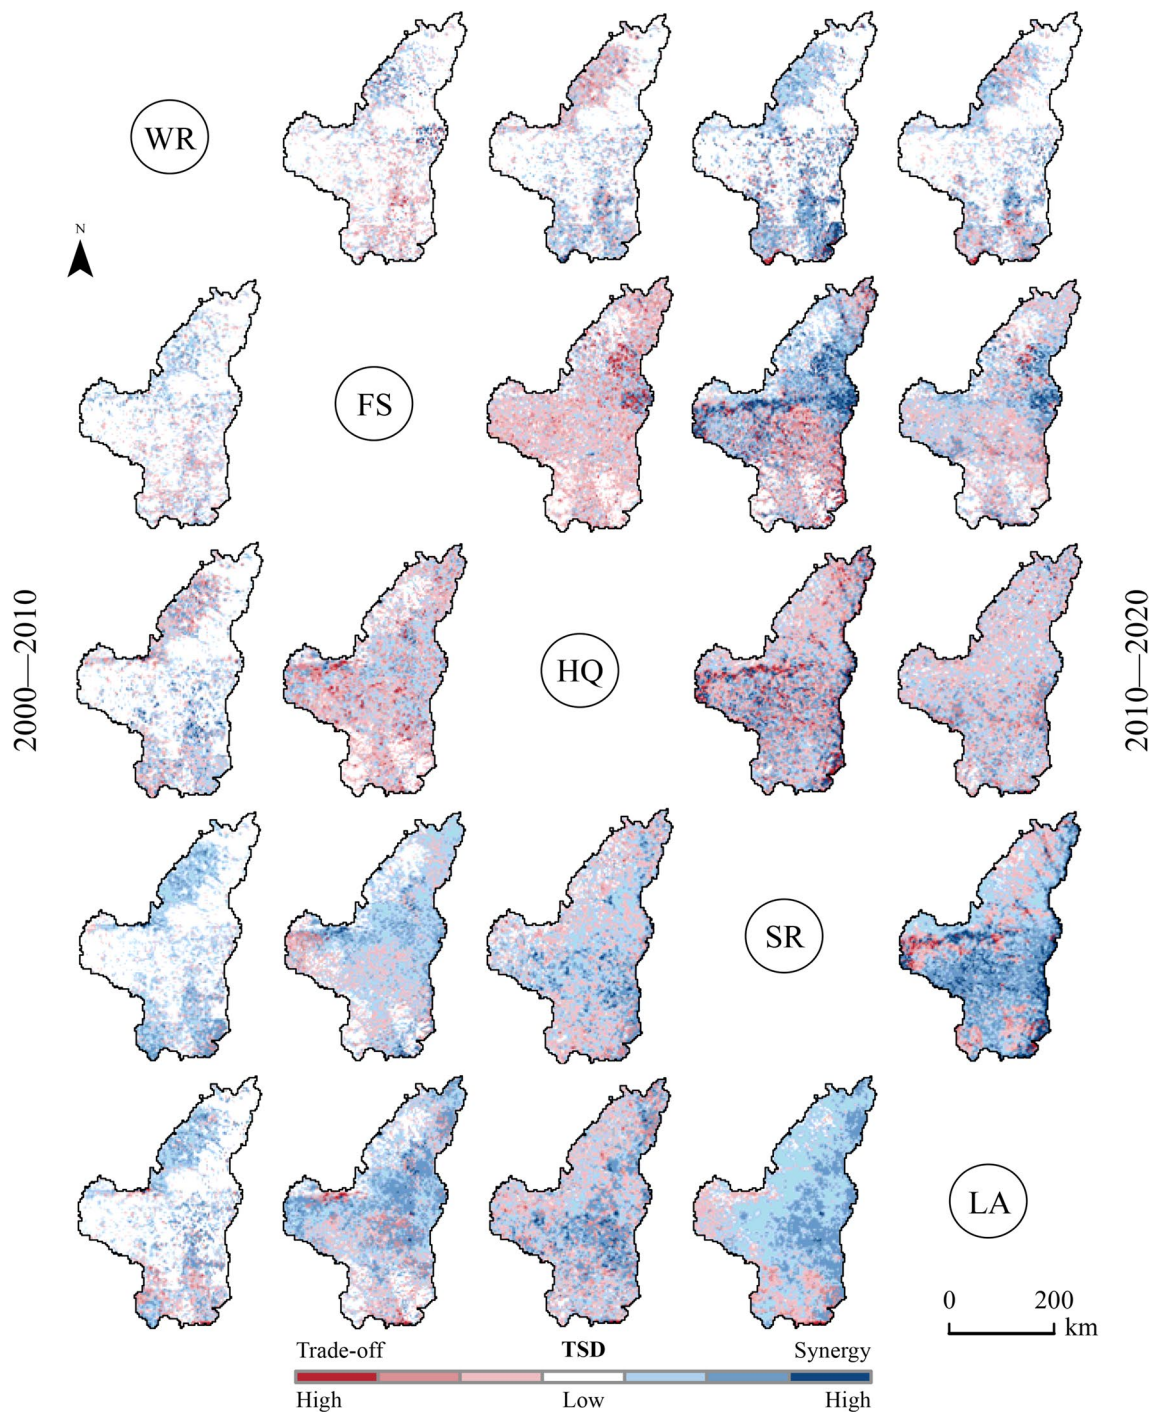 WR
N
FS
2000—2010
HQ
2010—2020
SR
LA
0 200
km
Trade-off TSD Synergy
High Low High